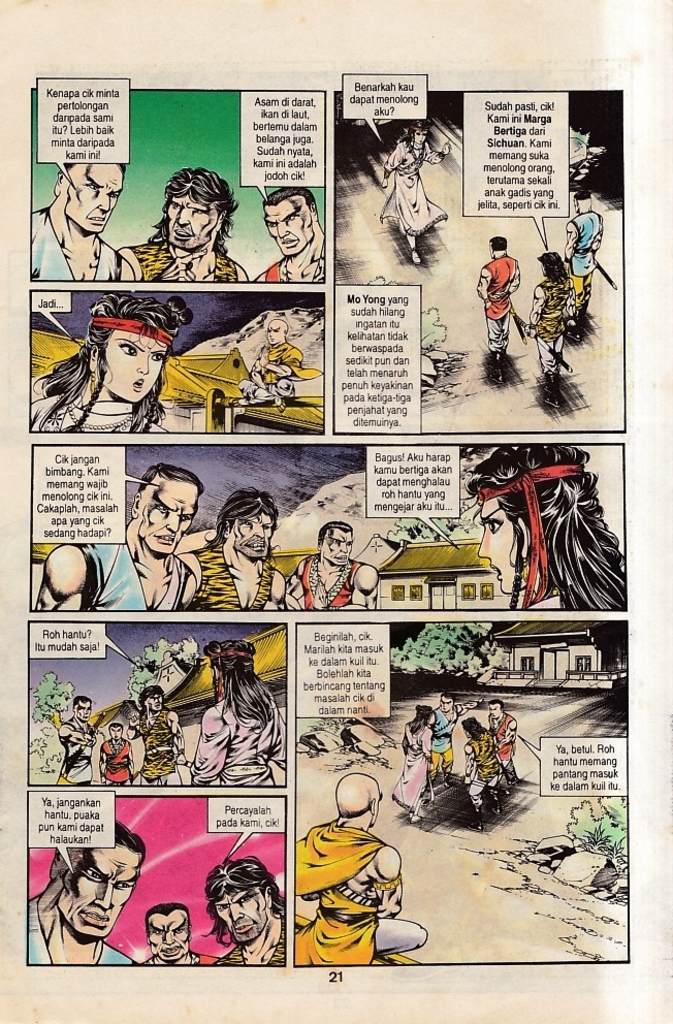 Kenapa cik minta
pertolongan
daripada sami
itu? Lebih baik
minta daripada
kami ini!
Asam di darat,
ikan di laut,
bertemu dalam
belanga juga.
Sudah nyata,
kami ini adalah
jodoh cik!
Benarkah kau
dapat menolong
aku?
Sudah pasti, cik!
Kami ini Marga
Bertiga dari
Sichuan. Kami
memang suka
menolong orang,
terutama sekali
anak gadis yang
jelita, seperti cik ini.
Mo Yong yang
sudah hilang
ingatan itu
kelihatan tidak
berwaspada
sedikit pun dan
telah menaruh
penuh keyakinan
pada ketiga-tiga
penjahat yang
ditemuinya.
Jadi...
Cik jangan
bimbang. Kami
memang wajib
menolong cik ini.
Cakaplah, masalah
apa yang cik
sedang hadapi?
Bagus! Aku harap
kamu bertiga akan
dapat menghalau
roh hantu yang
mengejar aku itu...
Roh hantu?
Itu mudah saja!
Ya, jangankan
hantu, puaka
pun kami dapat
halaukan!
Percayalah
pada kami, cik!
Beginilah, cik.
Marilah kita masuk
ke dalam kuil itu.
Bolehlah kita
berbincang tentang
masalah cik di
dalam nanti.
Ya, betul. Roh
hantu memang
pantang masuk
ke dalam kuil itu.
21